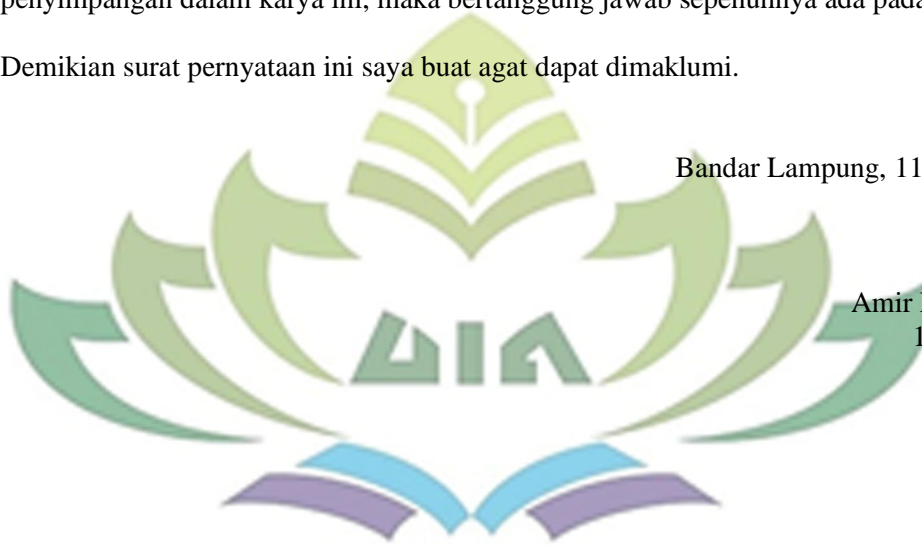 penyimpangan dalam karya ini, maka bertanggung jawab sepenuhnya ada pada
Demikian surat pernyataan ini saya buat agat dapat dimaklumi.
Bandar Lampung, 11
Amir
1
UIN